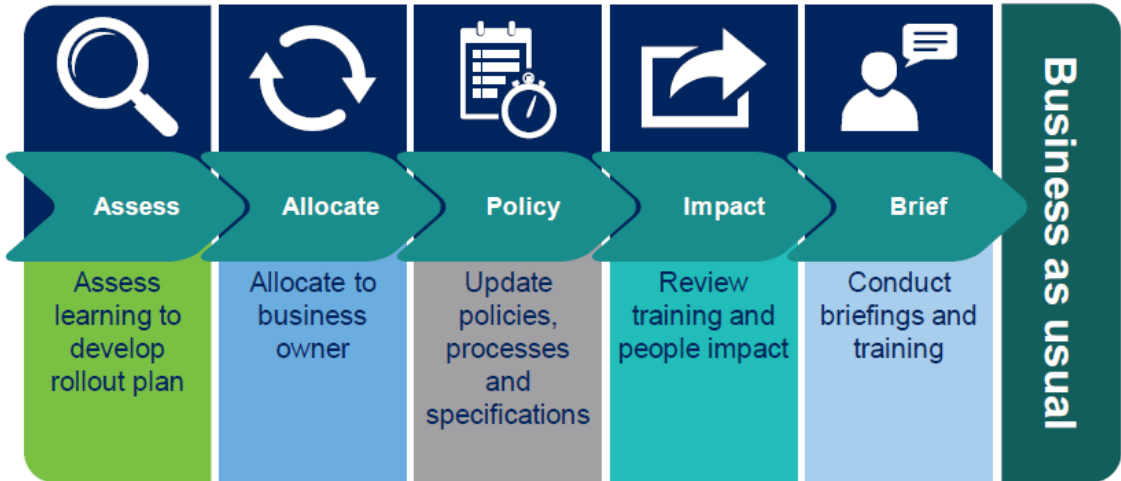 Assess
Allocate
Policy
Impact
Brief
Assess
learning to
develop
rollout plan
Allocate to
business
owner
Update
policies,
processes
and
specifications
Review
training and
people impact
Conduct
briefings and
training
Business as usual